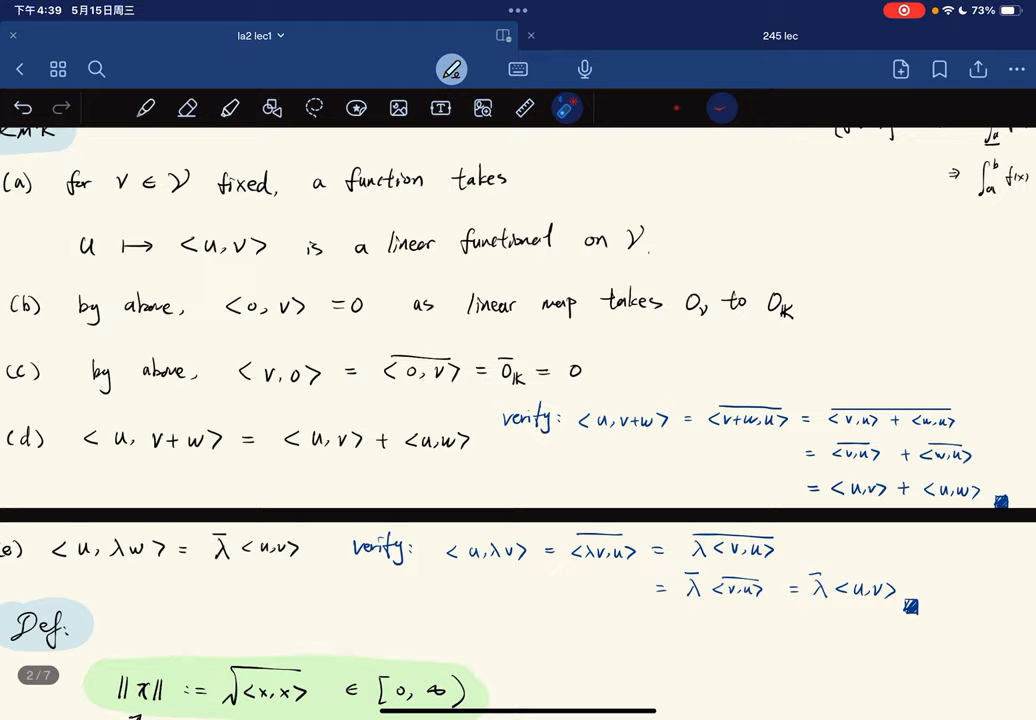 下午4:39 5月15日周三 73%
la2 lec1 245 lec
(a) for v ∈ 𝒱 fixed, a function takes
⇒ ∫ₐᵇ f(x)
u ↦ <u,v> is a linear functional on 𝒱.
(b) by above, <0,v> = 0 as linear map takes 0_𝒱 to 0_𝕂
(c) by above, <v,0> = \overline{<0,v>} = \overline{0}_𝕂 = 0
(d) <u, v+w> = <u,v> + <u,w> verify: <u,v+w> = \overline{<v+w,u>} = \overline{<v,u> + <w,u>}
= \overline{<v,u>} + \overline{<w,u>}
= <u,v> + <u,w>
(e) <u, λw> = \overline{λ} <u,v> verify: <u,λv> = \overline{<λv,u>} = \overline{λ<v,u>}
= \overline{λ} \overline{<v,u>} = \overline{λ} <u,v>
Def:
2/7
||x|| := √<x,x> ∈ [0, ∞)